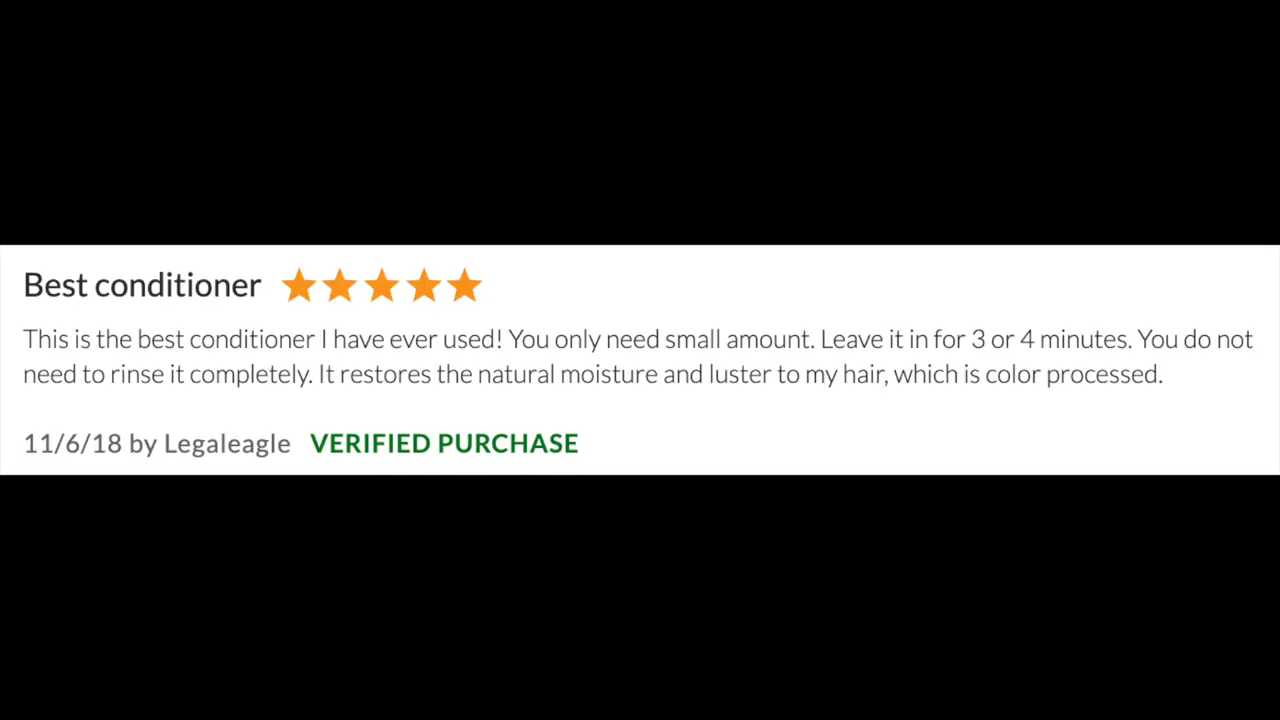 Best conditioner
This is the best conditioner I have ever used! You only need small amount. Leave it in for 3 or 4 minutes. You do not
need to rinse it completely. It restores the natural moisture and luster to my hair, which is color processed.
11/6/18 by Legaleagle VERIFIED PURCHASE